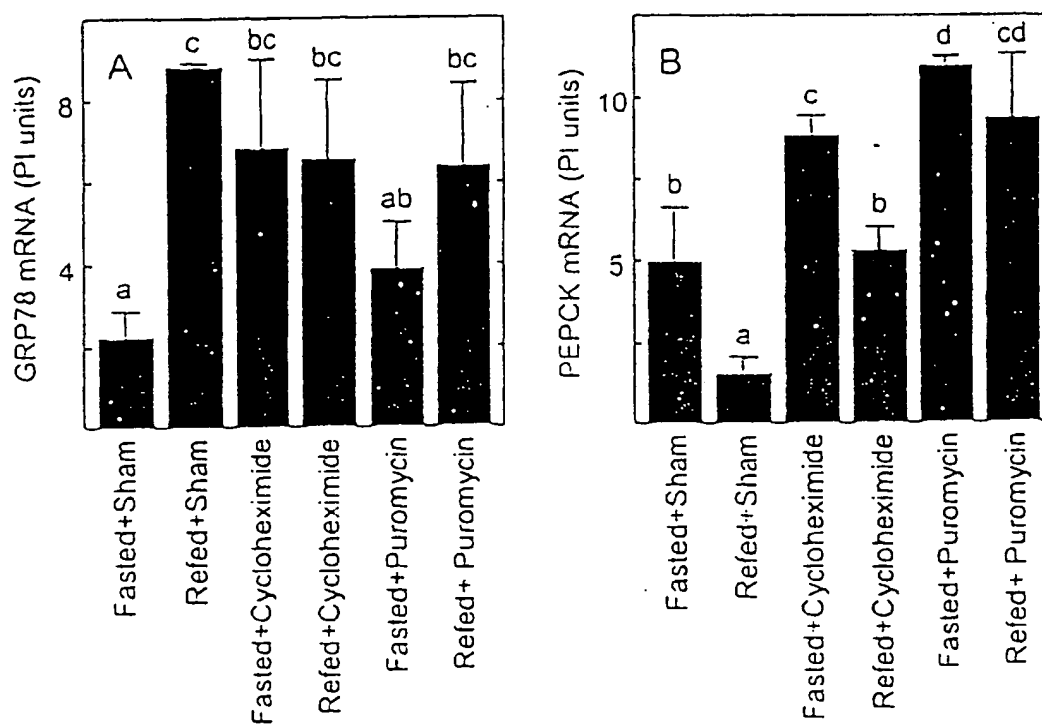 A
GRP78 mRNA (PI units)
8
4
a
c
bc
bc
ab
bc
Fasted+Sham
Refed+Sham
Fasted+Cycloheximide
Refed+Cycloheximide
Fasted+Puromycin
Refed+ Puromycin
B
PEPCK mRNA (PI units)
10
5
b
a
c
b
d
cd
Fasted+Sham
Refed+Sham
Fasted+Cycloheximide
Refed+Cycloheximide
Fasted+Puromycin
Refed+ Puromycin